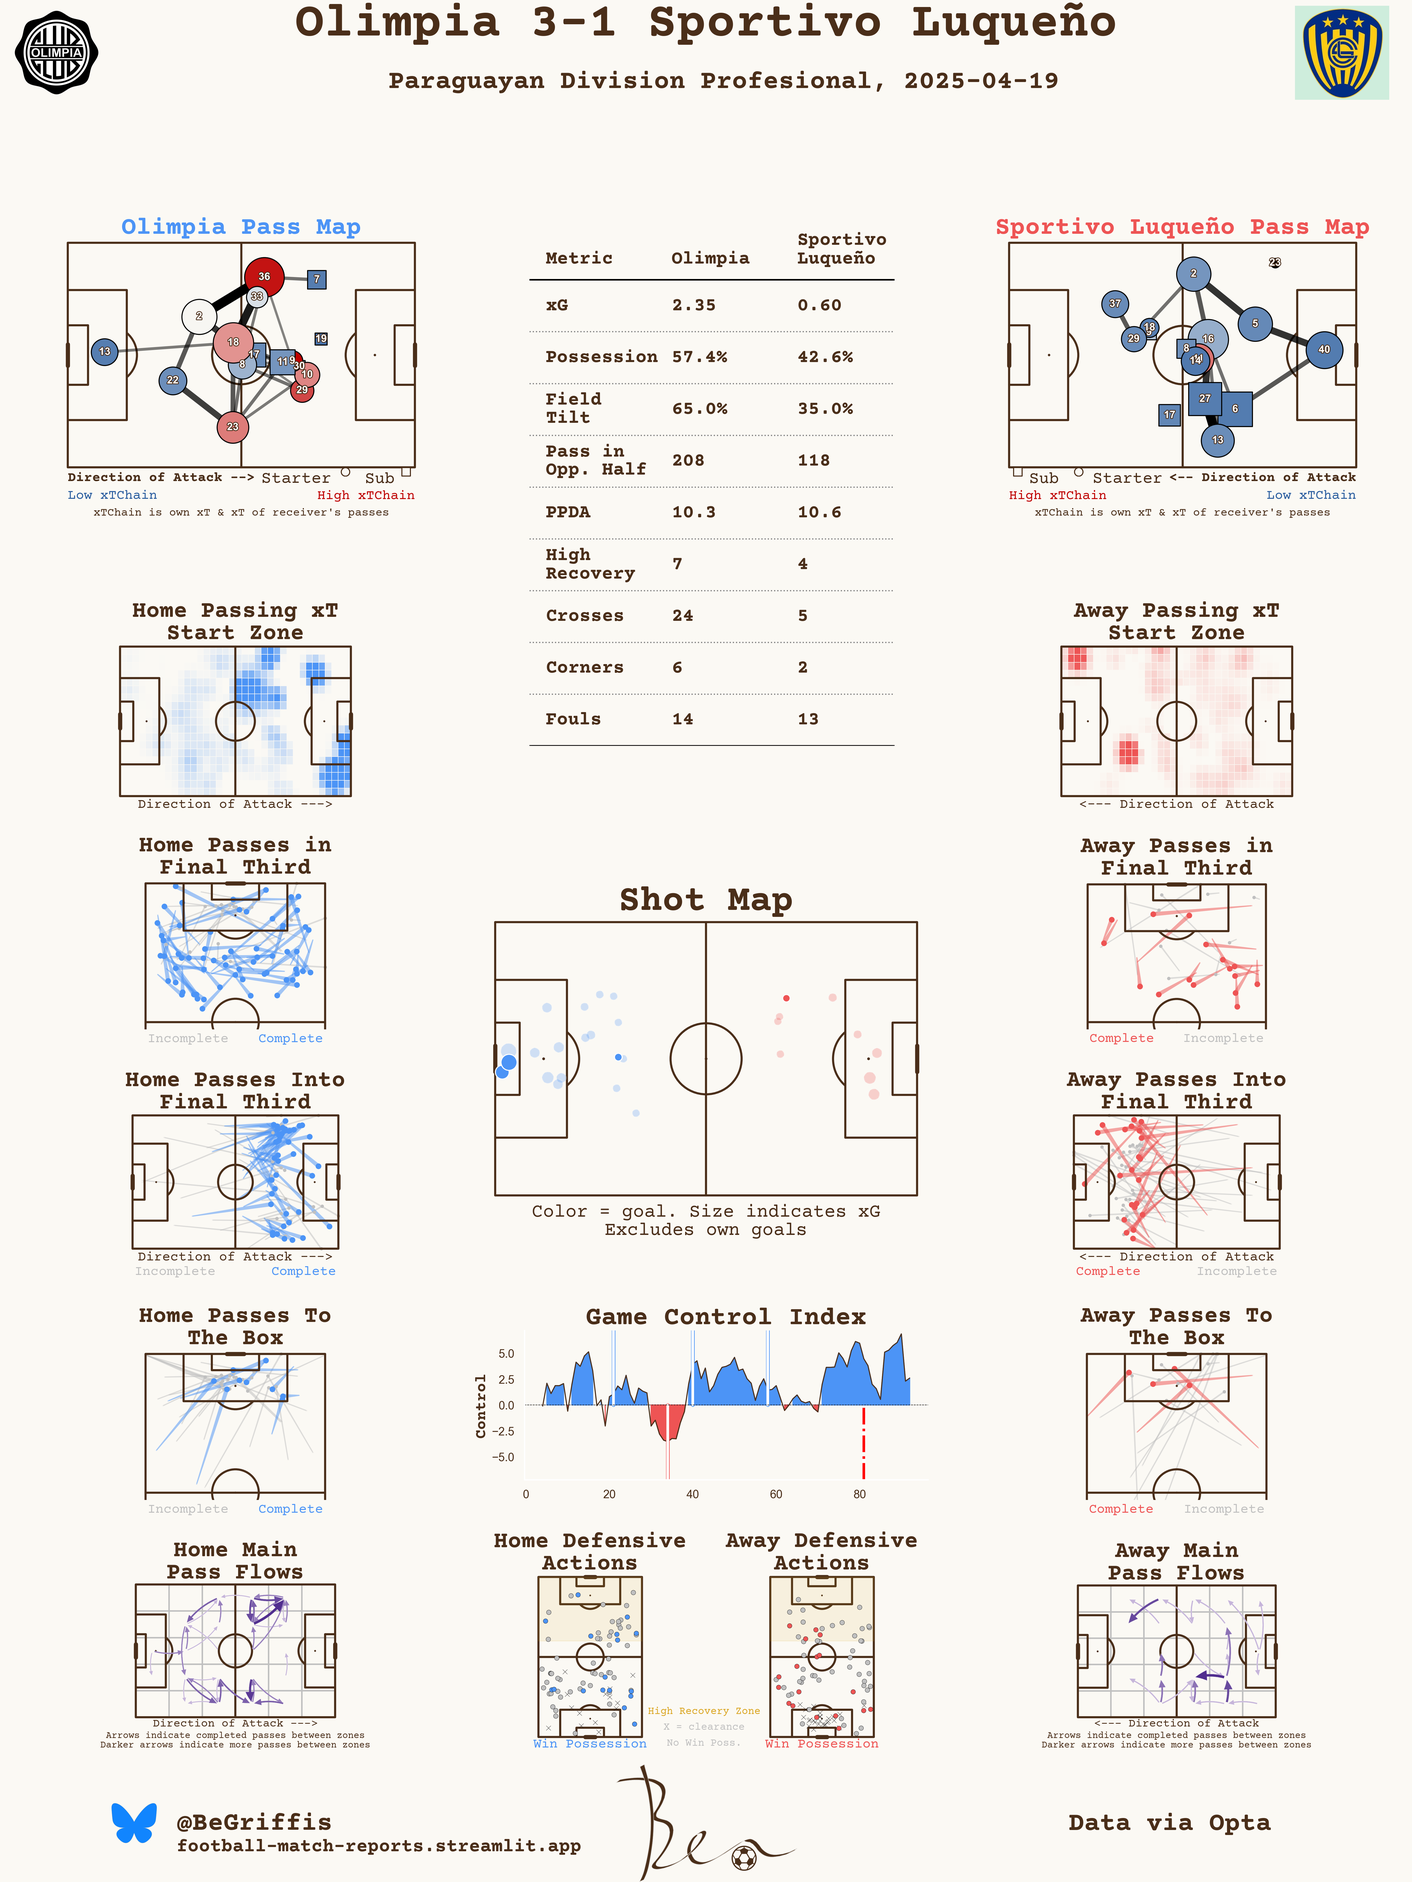 Olimpia 3-1 Sportivo Luqueño
Paraguayan Division Profesional, 2025-04-19
OLIMPIA
Olimpia Pass Map
36
7
33
2
18
19
13
17
11
9
30
8
10
22
29
23
Direction of Attack --> Starter Sub
Low xTChain High xTChain
xTChain is own xT & xT of receiver's passes
Metric Olimpia Sportivo Luqueño
xG 2.35 0.60
Possession 57.4% 42.6%
Field Tilt 65.0% 35.0%
Pass in Opp. Half 208 118
PPDA 10.3 10.6
High Recovery 7 4
Crosses 24 5
Corners 6 2
Fouls 14 13
Sportivo Luqueño Pass Map
23
2
37
18
5
29
16
8
40
14
27
17
6
13
Sub Starter <-- Direction of Attack
High xTChain Low xTChain
xTChain is own xT & xT of receiver's passes
Home Passing xT
Start Zone
Direction of Attack --->
Away Passing xT
Start Zone
<--- Direction of Attack
Home Passes in
Final Third
Incomplete Complete
Away Passes in
Final Third
Complete Incomplete
Shot Map
Color = goal. Size indicates xG
Excludes own goals
Home Passes Into
Final Third
Direction of Attack --->
Incomplete Complete
Away Passes Into
Final Third
<--- Direction of Attack
Complete Incomplete
Home Passes To
The Box
Incomplete Complete
Game Control Index
Control
5.0
2.5
0.0
−2.5
−5.0
0 20 40 60 80
Away Passes To
The Box
Complete Incomplete
Home Main
Pass Flows
Direction of Attack --->
Arrows indicate completed passes between zones
Darker arrows indicate more passes between zones
Home Defensive
Actions
Win Possession
Away Defensive
Actions
Win Possession
High Recovery Zone
X = clearance
No Win Poss.
Away Main
Pass Flows
<--- Direction of Attack
Arrows indicate completed passes between zones
Darker arrows indicate more passes between zones
@BeGriffis
football-match-reports.streamlit.app
Ben
Data via Opta